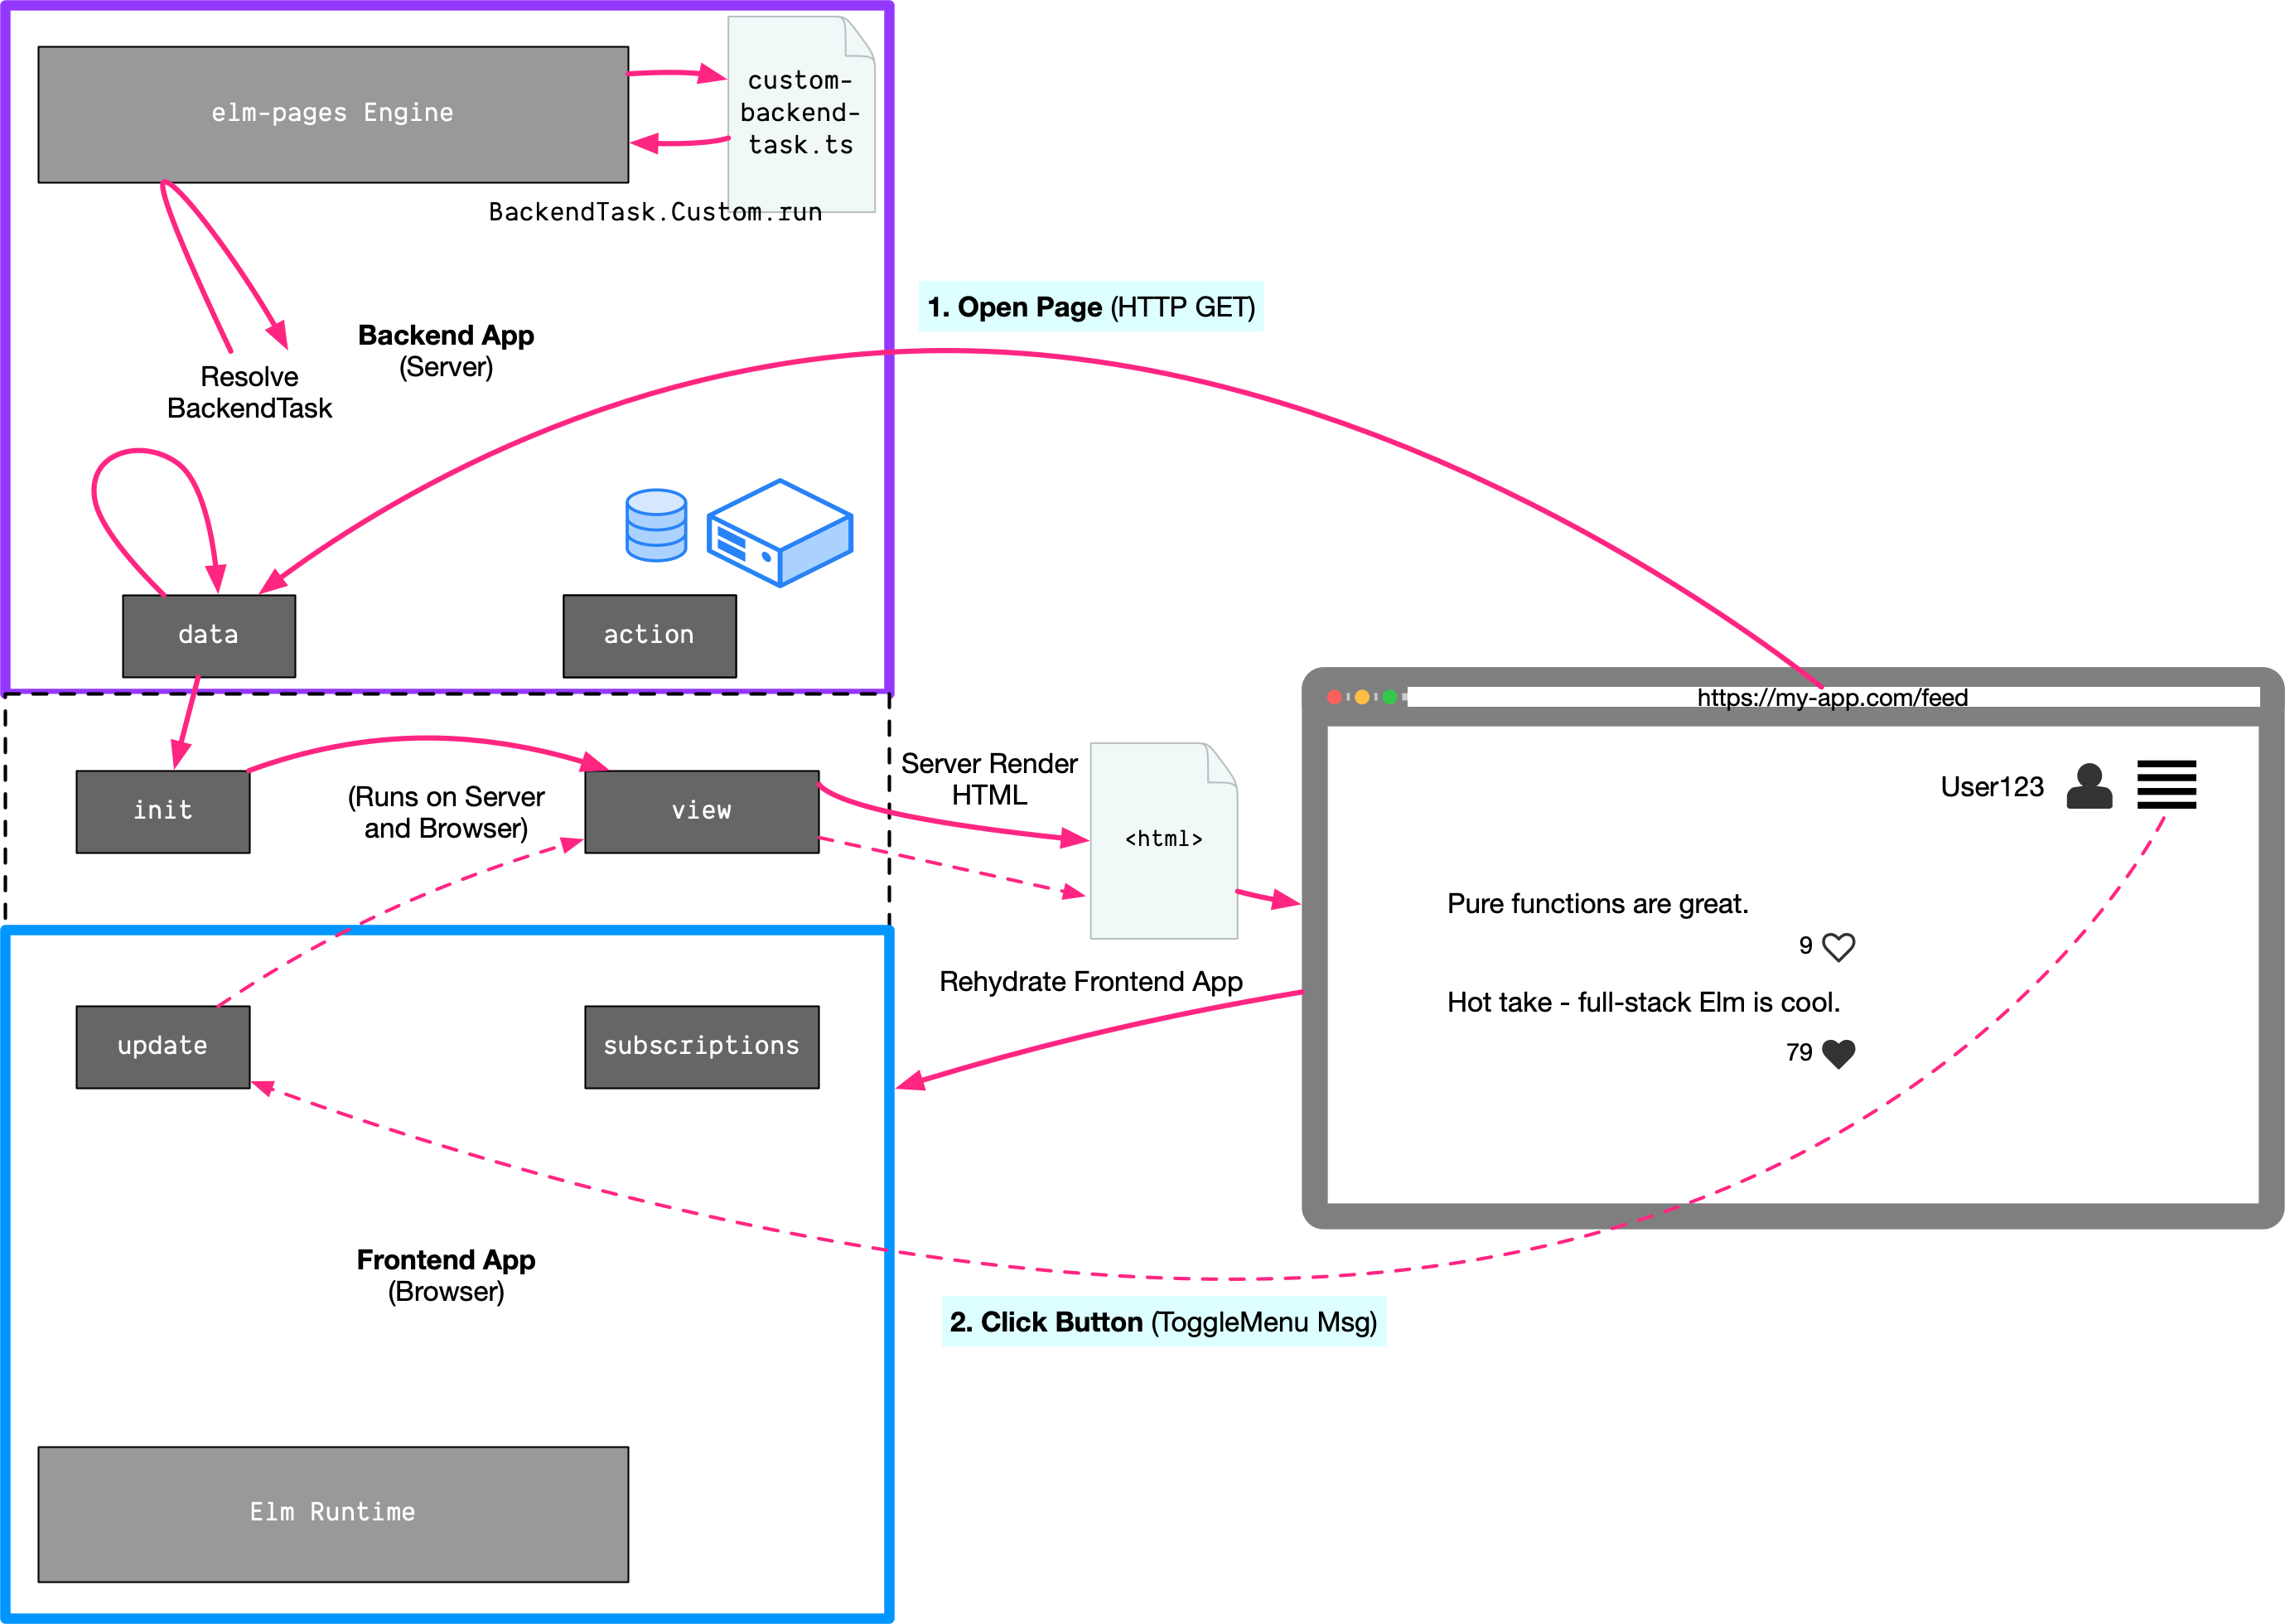 elm-pages Engine
custom-
backend-
task.ts
BackendTask.Custom.run
1. Open Page (HTTP GET)
Backend App
(Server)
Resolve
BackendTask
data
action
https://my-app.com/feed
init
(Runs on Server
and Browser)
view
Server Render
HTML
<html>
User123
Pure functions are great.
9
Rehydrate Frontend App
Hot take - full-stack Elm is cool.
79
update
subscriptions
Frontend App
(Browser)
2. Click Button (ToggleMenu Msg)
Elm Runtime